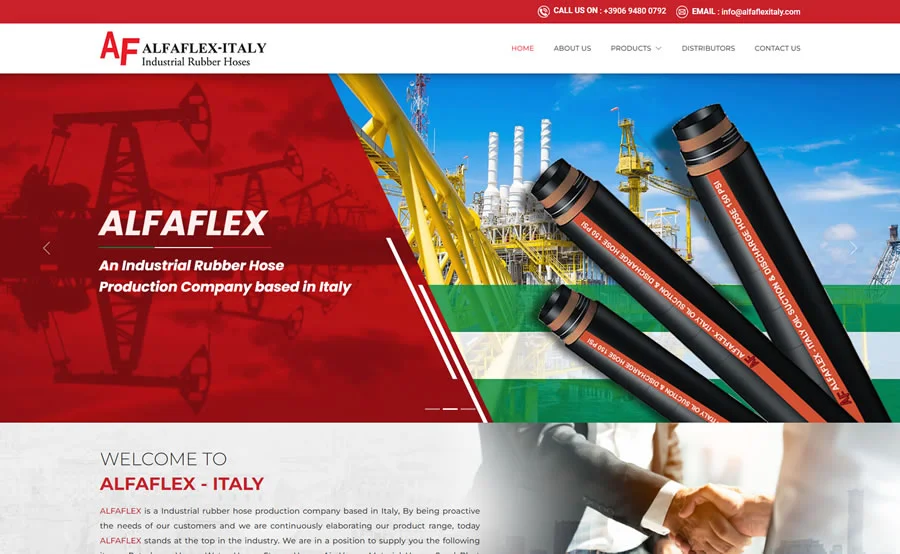 CALL US ON : +3906 9480 0792 EMAIL : info@alfaflexitaly.com
AF ALFAFLEX-ITALY
Industrial Rubber Hoses
HOME ABOUT US PRODUCTS DISTRIBUTORS CONTACT US
ALFAFLEX
An Industrial Rubber Hose
Production Company based in Italy
AF ALFAFLEX - ITALY OIL SUCTION & DISCHARGE HOSE 150 PSI
AF ALFAFLEX - ITALY OIL SUCTION & DISCHARGE HOSE 150 PSI
ITALY OIL SUCTION & DISCHARGE HOSE 150 PSI
WELCOME TO
ALFAFLEX - ITALY
ALFAFLEX is a Industrial rubber hose production company based in Italy, By being proactive
the needs of our customers and we are continuously elaborating our product range, today
ALFAFLEX stands at the top in the industry. We are in a position to supply you the following